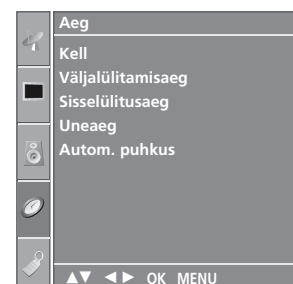 Aeg
Kell
Väljalülitamisaeg
Sisselülitusaeg
Uneaeg
Autom. puhkus
▲▼ ◄► OK MENU